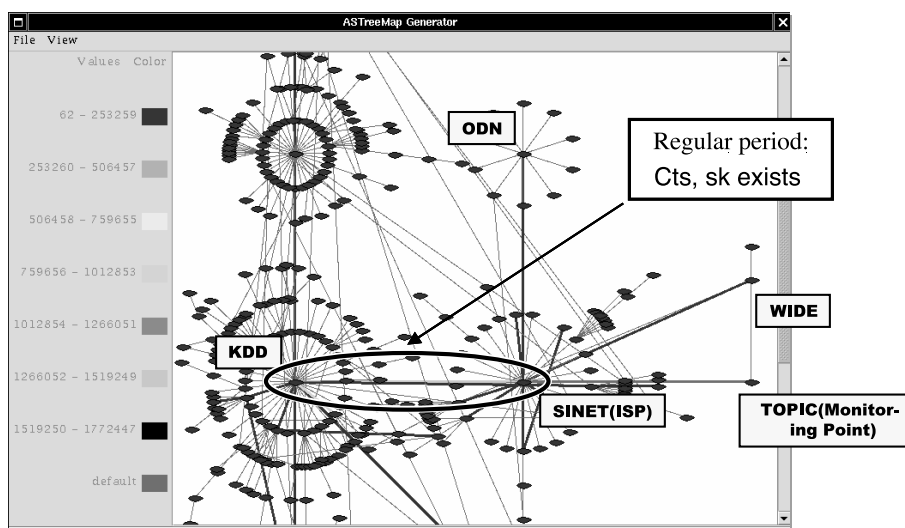 ASTreeMap Generator
File View
Values Color
62 - 253259
253260 - 506457
506458 - 759655
759656 - 1012853
1012854 - 1266051
1266052 - 1519249
1519250 - 1772447
default
ODN
Regular period:
Cts, sk exists
WIDE
KDD
SINET(ISP)
TOPIC(Monitor-
ing Point)